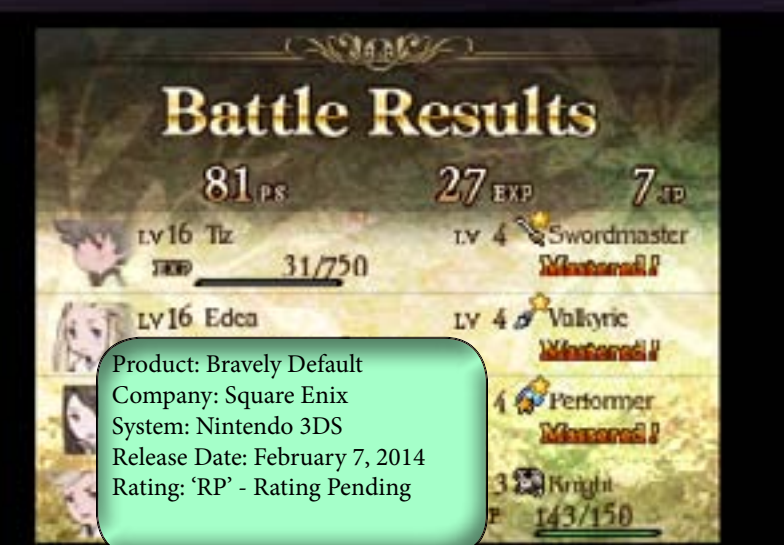 Battle Results
81 PS 27 EXP 7 JP
LV 16 Tiz LV 4 Swordmaster
EXP 31/750 Mastered!
LV 16 Edea LV 4 Valkyrie
Mastered!
4 Performer
Mastered!
3 Knight
P 143/150
Product: Bravely Default
Company: Square Enix
System: Nintendo 3DS
Release Date: February 7, 2014
Rating: ‘RP’ - Rating Pending